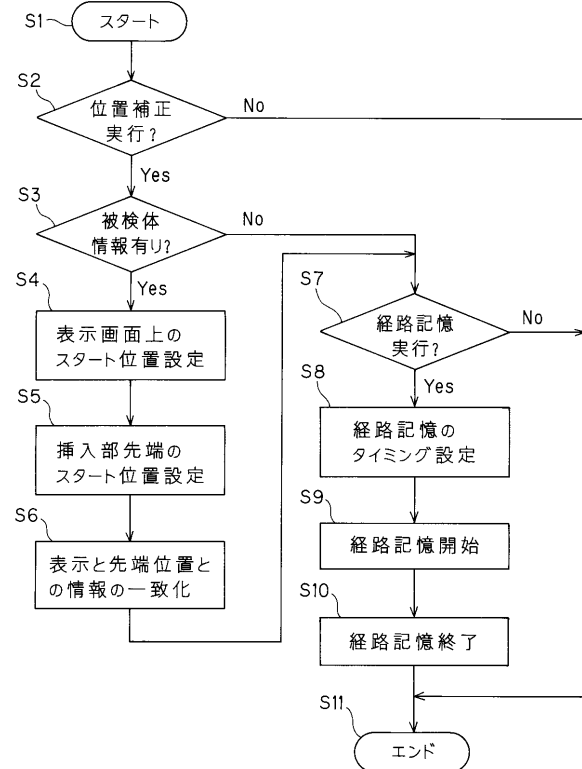 S1
スタート
S2
位置補正
実行?
No
Yes
S3
被検体
情報有り?
No
Yes
S4
表示画面上の
スタート位置設定
S5
挿入部先端の
スタート位置設定
S6
表示と先端位置と
の情報の一致化
S7
経路記憶
実行?
No
Yes
S8
経路記憶の
タイミング設定
S9
経路記憶開始
S10
経路記憶終了
S11
エンド